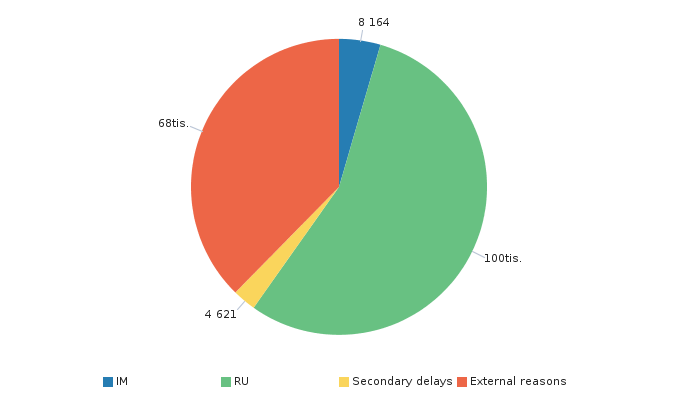 8 164
68tis.
100tis.
4 621
IM RU Secondary delays External reasons